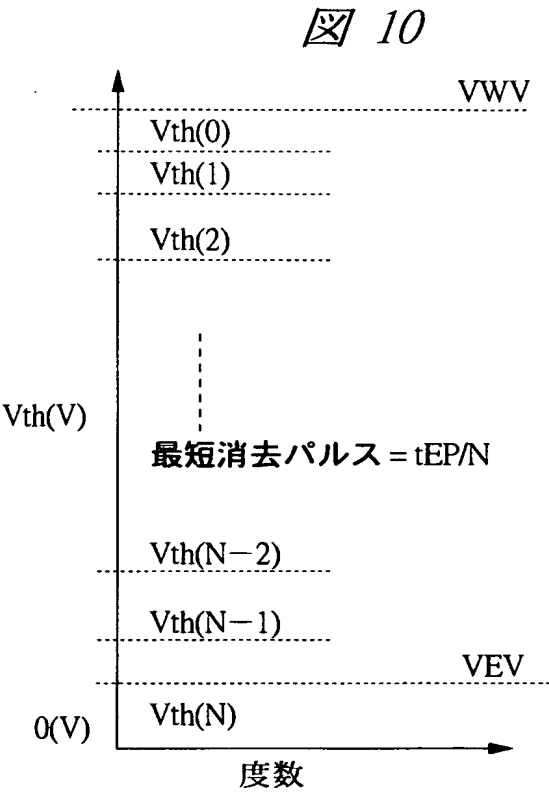 図 10
VWV
Vth(0)
Vth(1)
Vth(2)
Vth(V)
最短消去パルス = tEP/N
Vth(N－2)
Vth(N－1)
VEV
Vth(N)
0(V)
度数